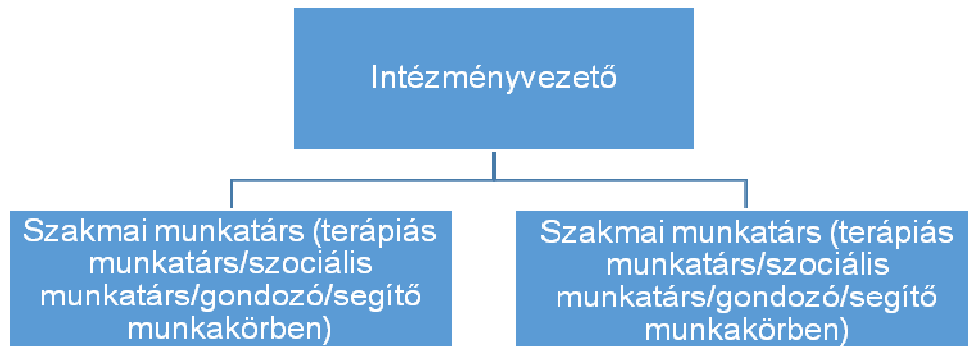 Intézményvezető
Szakmai munkatárs (terápiás
munkatárs/szociális
munkatárs/gondozó/segítő
munkakörben)
Szakmai munkatárs (terápiás
munkatárs/szociális
munkatárs/gondozó/segítő
munkakörben)